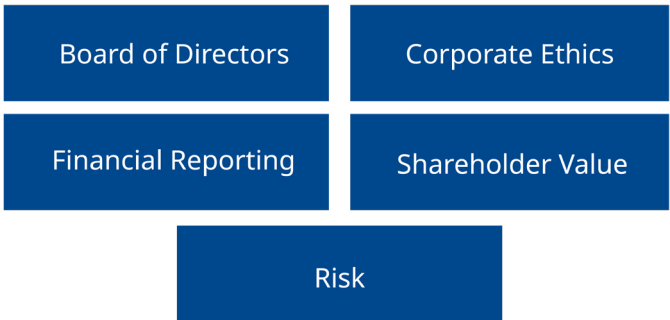 Board of Directors
Corporate Ethics
Financial Reporting
Shareholder Value
Risk